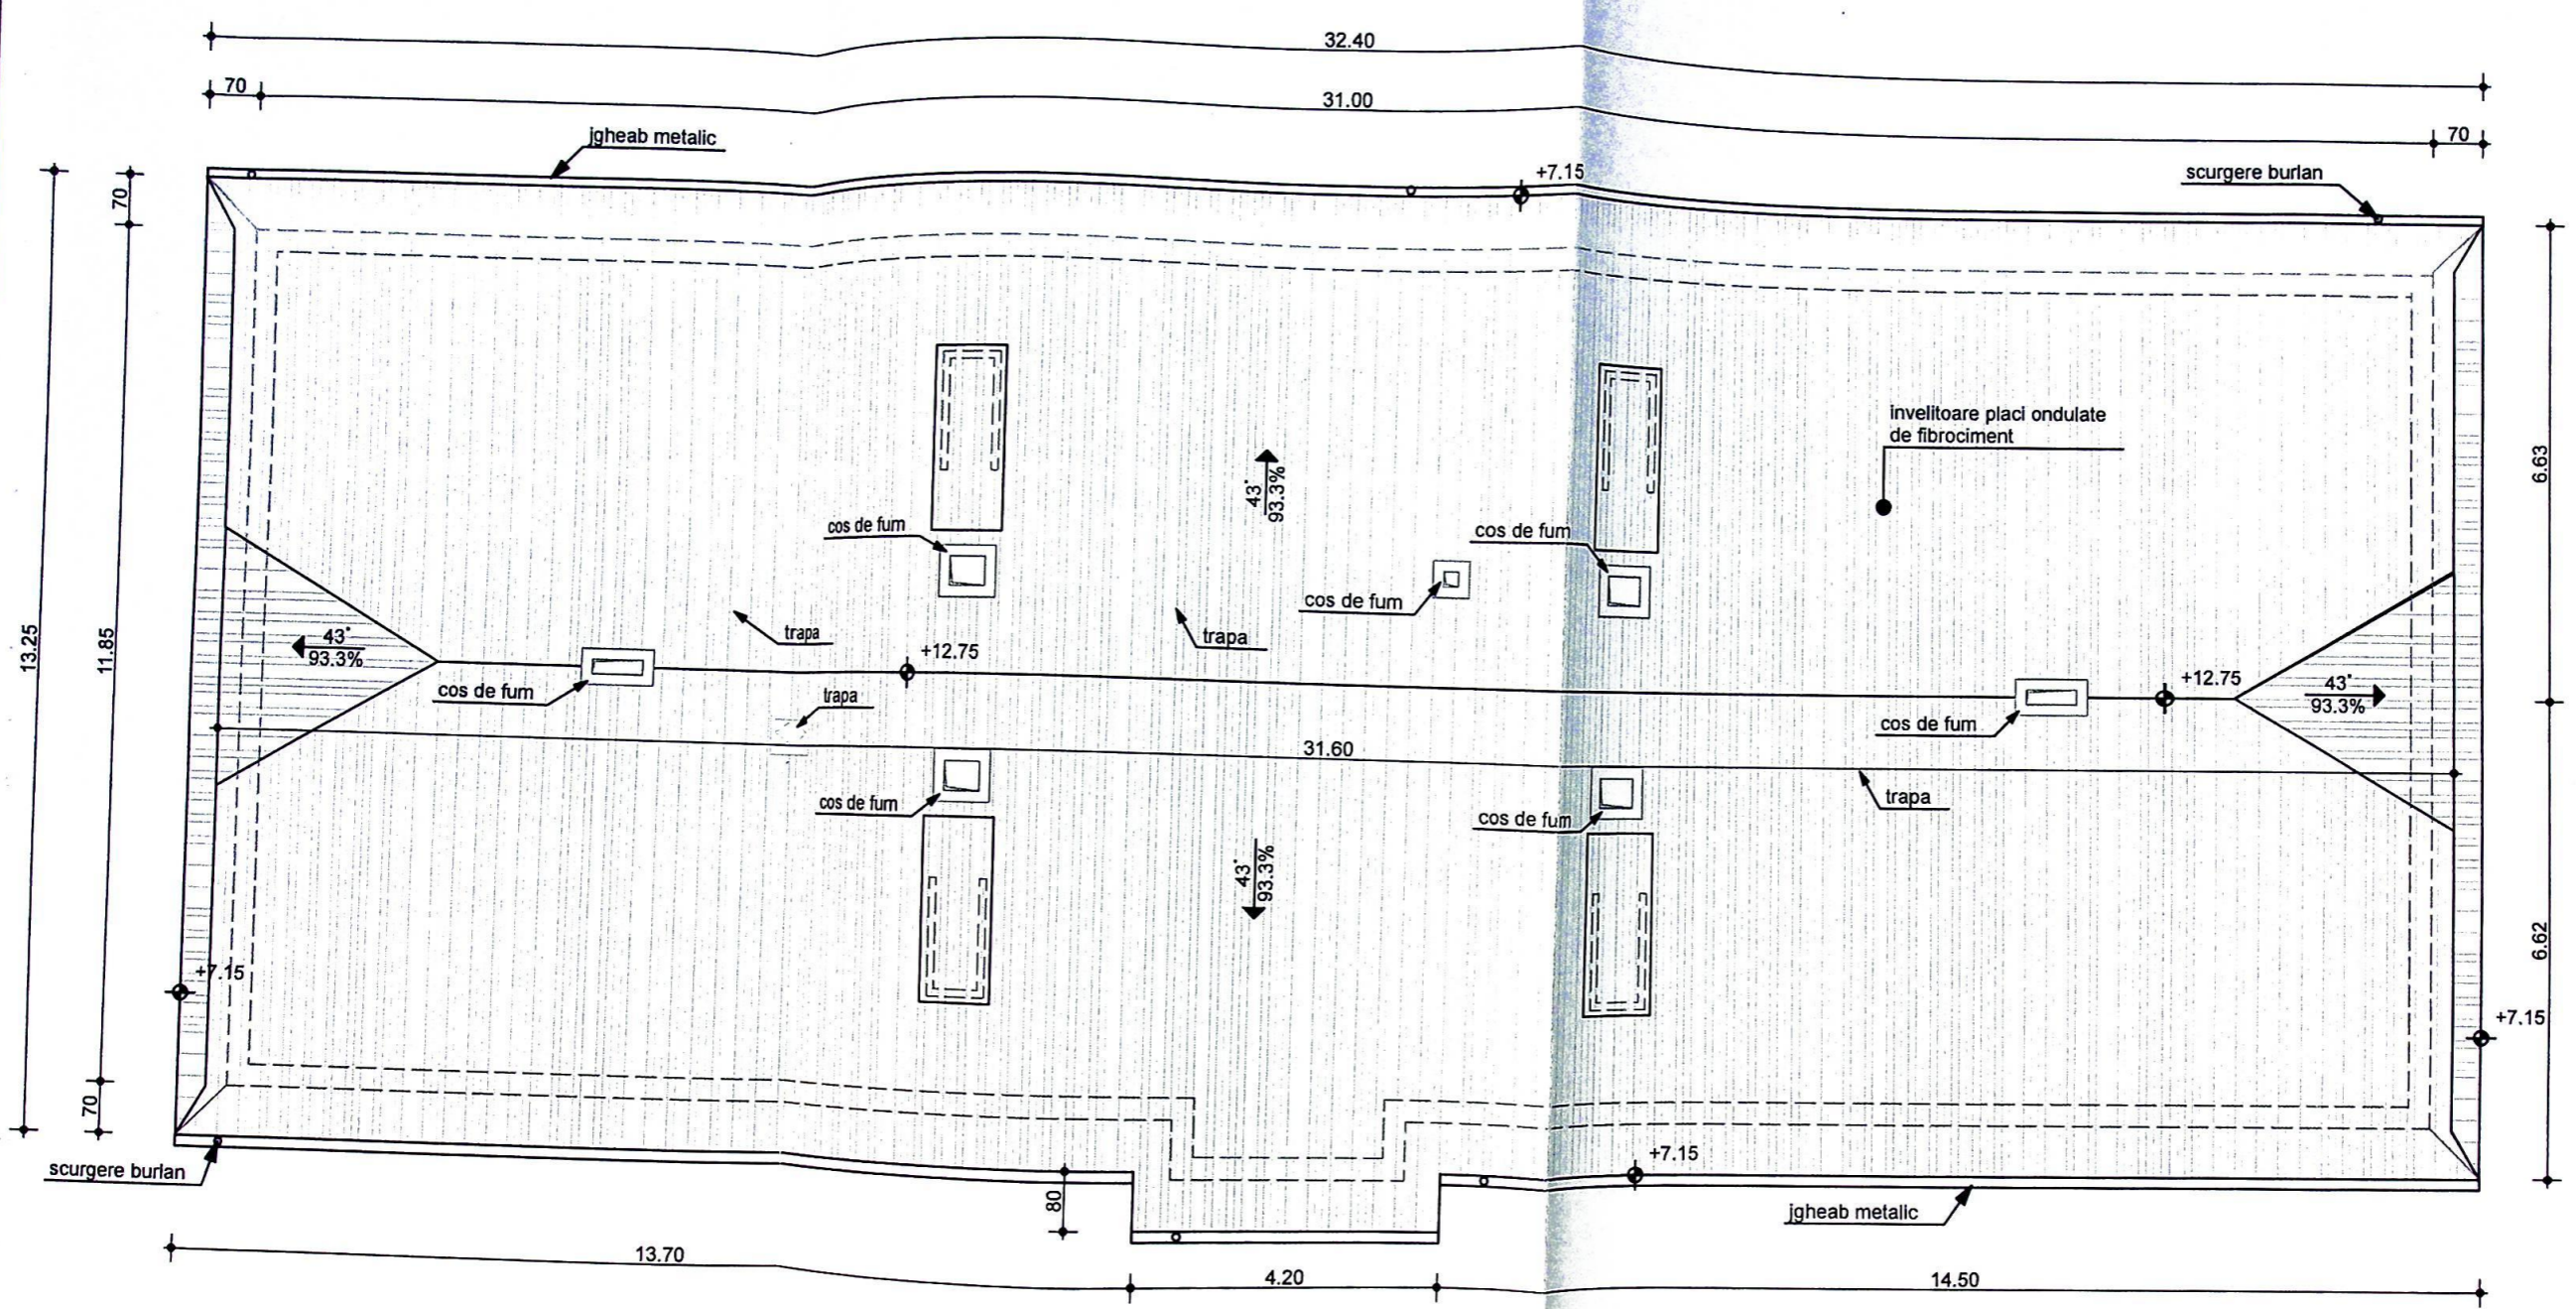 32.40
70
31.00
70
jgheab metalic
+7.15
scurgere burlan
70
13.25
11.85
70
6.63
6.62
invelitoare placi ondulate
de fibrociment
43°
93.3%
cos de fum
cos de fum
cos de fum
trapa
trapa
43°
93.3%
+12.75
cos de fum
trapa
+12.75
43°
93.3%
cos de fum
31.60
cos de fum
cos de fum
trapa
43°
93.3%
+7.15
+7.15
scurgere burlan
80
+7.15
jgheab metalic
13.70
4.20
14.50